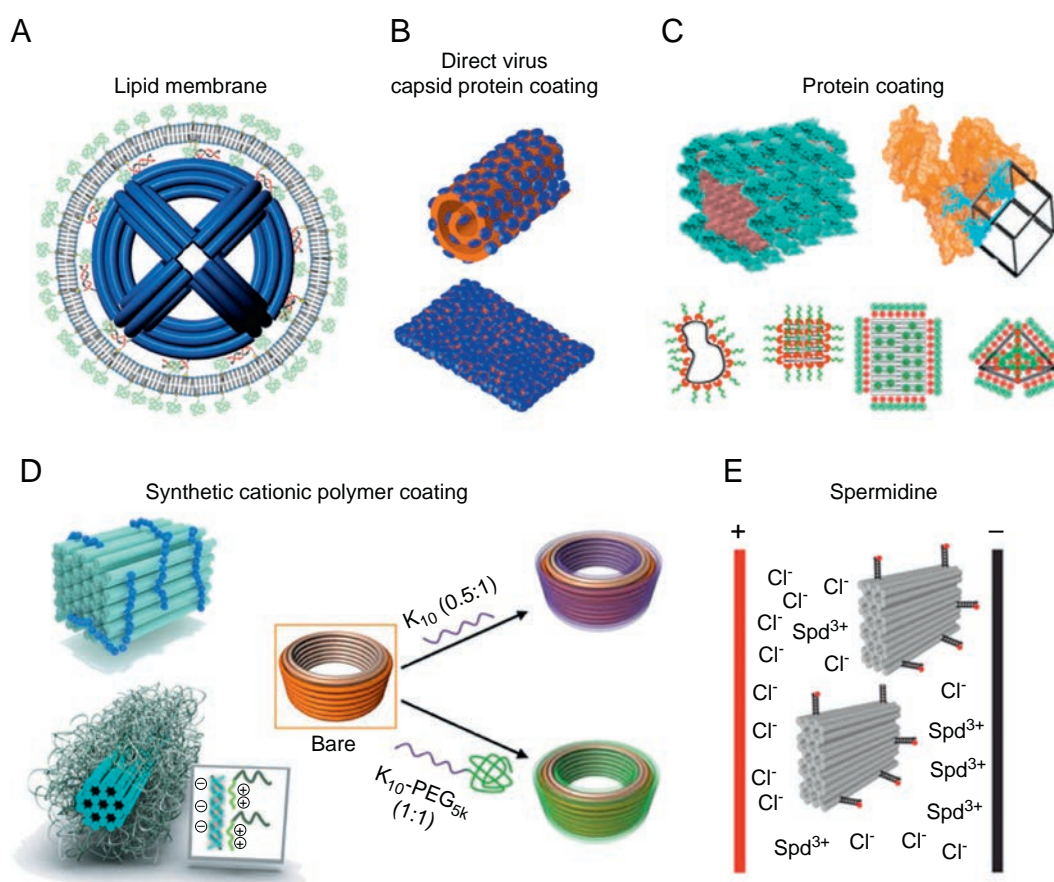 A
Lipid membrane
B
Direct virus
capsid protein coating
C
Protein coating
D
Synthetic cationic polymer coating
K₁₀ (0.5:1)
Bare
K₁₀-PEG₅ₖ
(1:1)
− + +
−
− + +
E
Spermidine
+ −
Cl⁻
Cl⁻
Cl⁻
Cl⁻
Spd³⁺
Cl⁻
Cl⁻
Cl⁻
Cl⁻
Cl⁻
Spd³⁺
Spd³⁺
Cl⁻
Cl⁻
Spd³⁺
Spd³⁺
Cl⁻
Cl⁻
Cl⁻